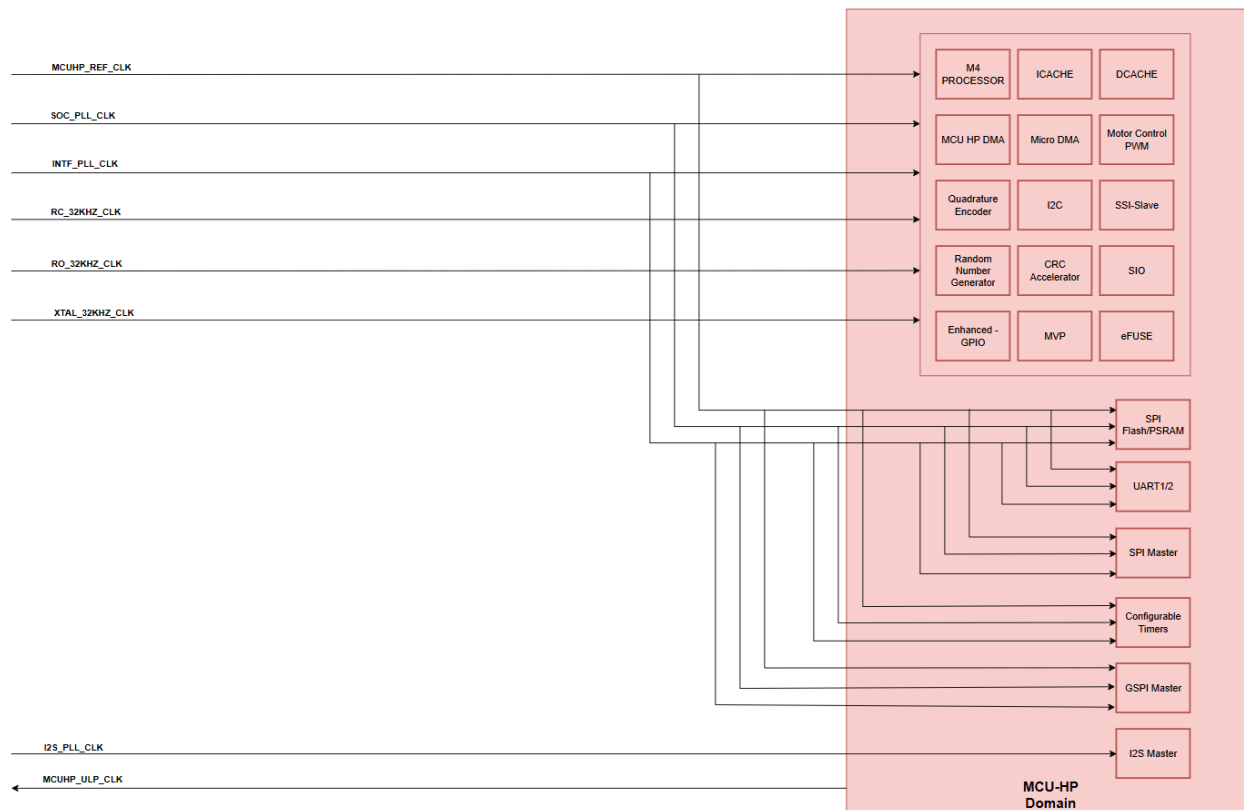 MCUHP_REF_CLK
SOC_PLL_CLK
INTF_PLL_CLK
RC_32KHZ_CLK
RO_32KHZ_CLK
XTAL_32KHZ_CLK
M4
PROCESSOR
ICACHE
DCACHE
MCU HP DMA
Micro DMA
Motor Control
PWM
Quadrature
Encoder
I2C
SSI-Slave
Random
Number
Generator
CRC
Accelerator
SIO
Enhanced -
GPIO
MVP
eFUSE
SPI
Flash/PSRAM
UART1/2
SPI Master
Configurable
Timers
GSPI Master
I2S_PLL_CLK
I2S Master
MCUHP_ULP_CLK
MCU-HP
Domain